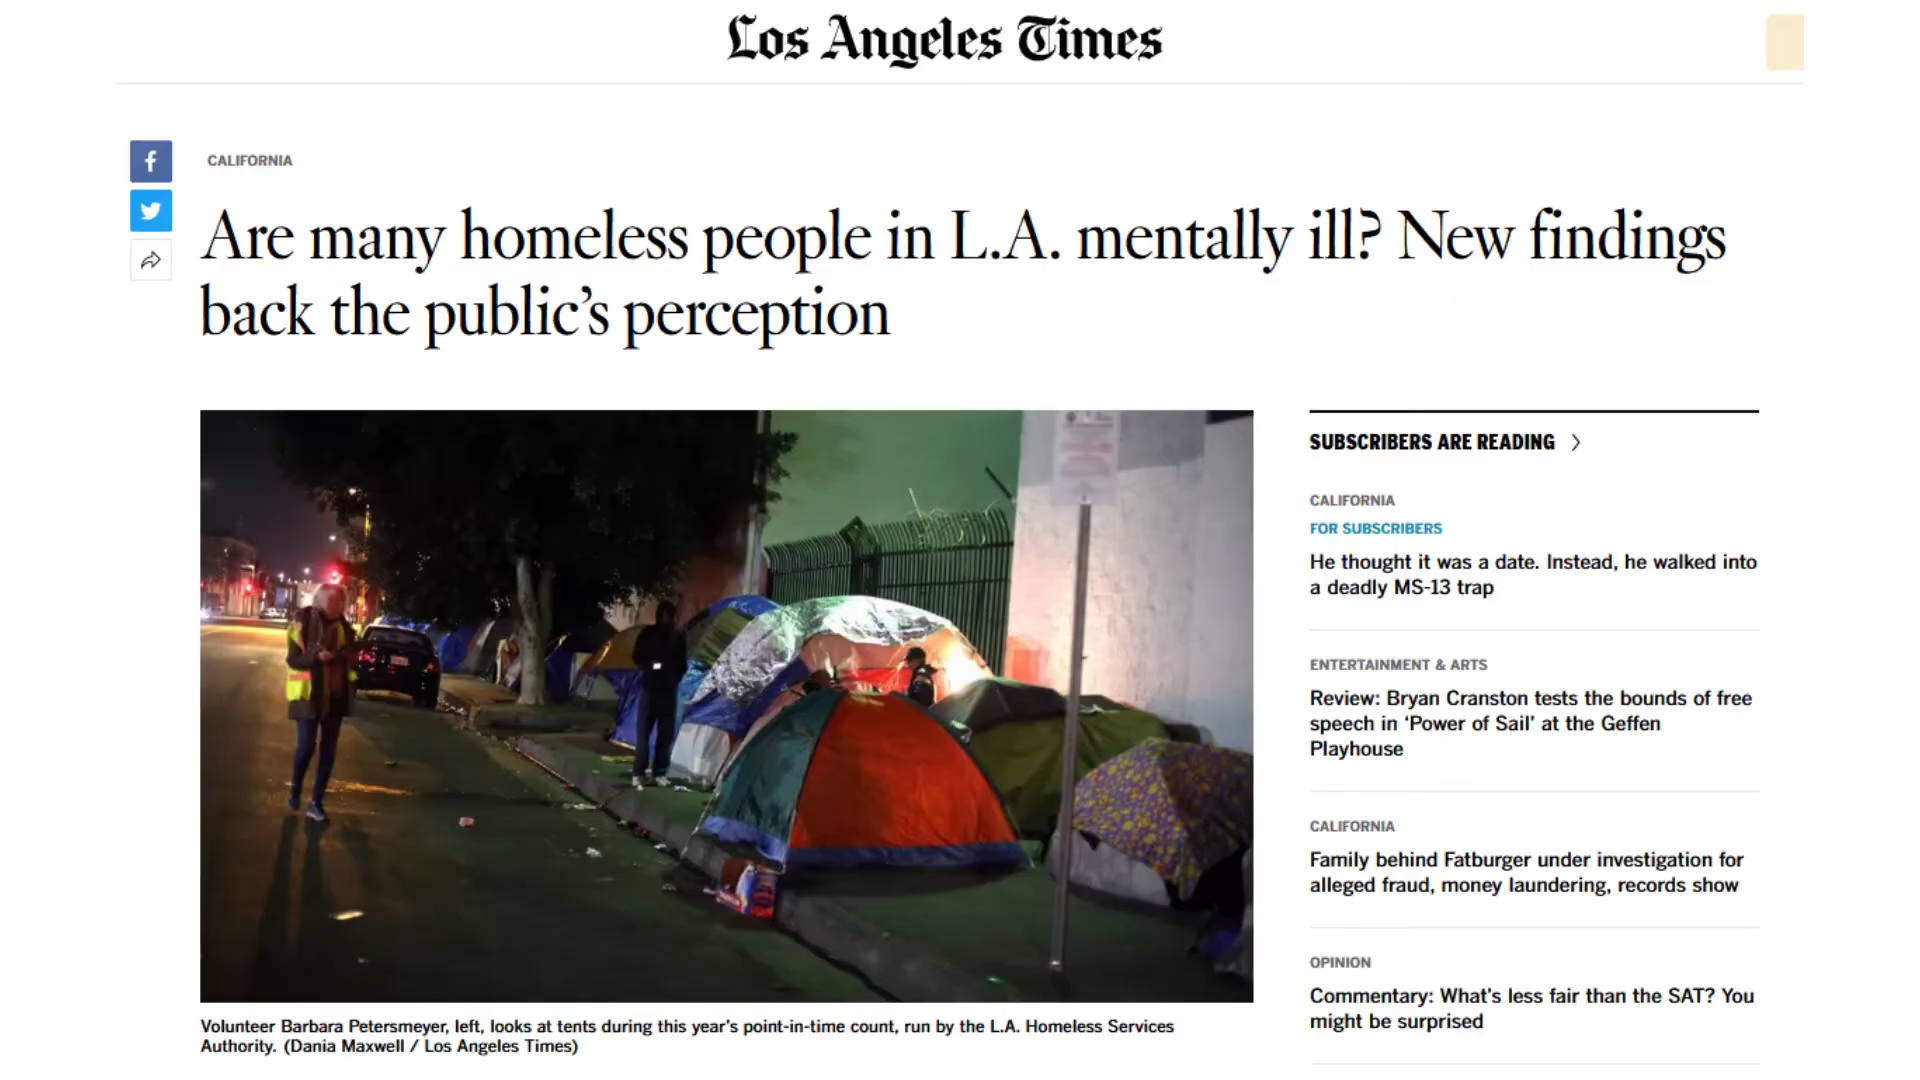 Los Angeles Times
CALIFORNIA
Are many homeless people in L.A. mentally ill? New findings
back the public’s perception
SUBSCRIBERS ARE READING
CALIFORNIA
FOR SUBSCRIBERS
He thought it was a date. Instead, he walked into
a deadly MS-13 trap
ENTERTAINMENT & ARTS
Review: Bryan Cranston tests the bounds of free
speech in ‘Power of Sail’ at the Geffen
Playhouse
CALIFORNIA
Family behind Fatburger under investigation for
alleged fraud, money laundering, records show
OPINION
Commentary: What’s less fair than the SAT? You
might be surprised
Volunteer Barbara Petersmeyer, left, looks at tents during this year’s point-in-time count, run by the L.A. Homeless Services
Authority. (Dania Maxwell / Los Angeles Times)